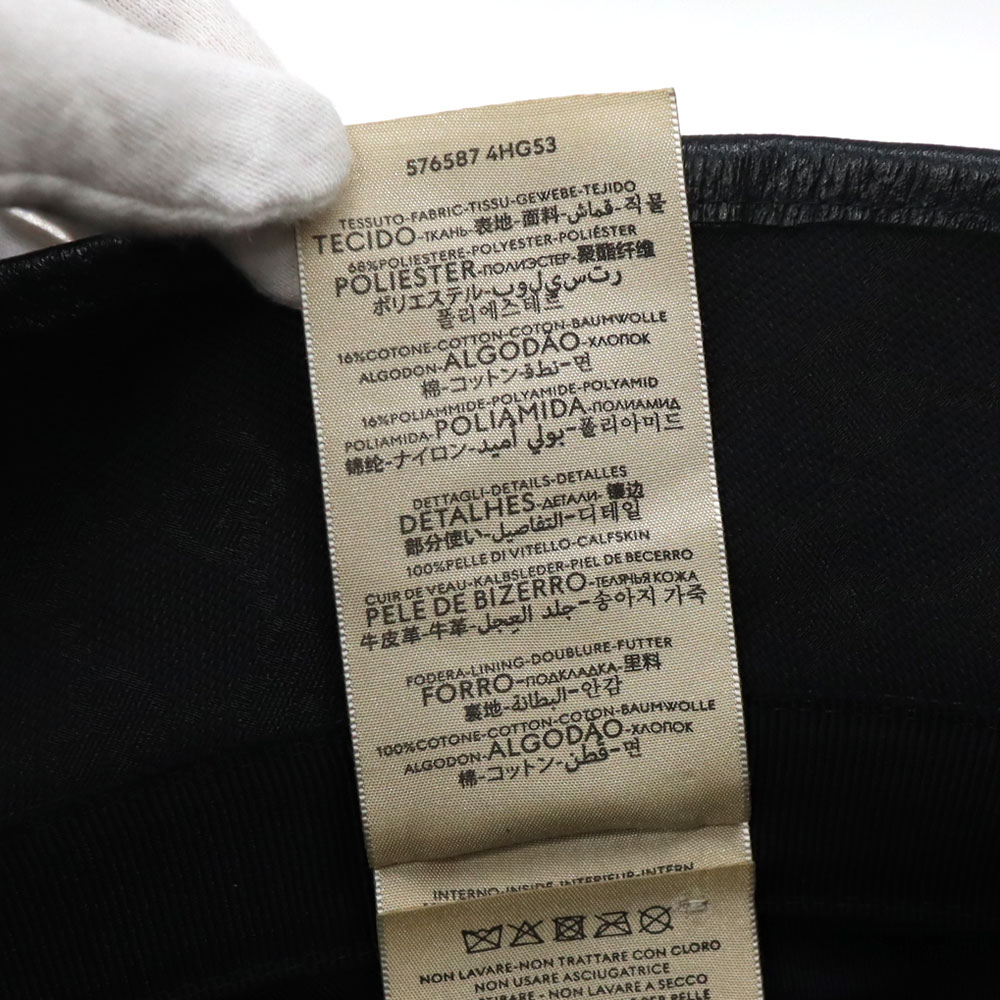 576587 4HG53
TESSUTO-FABRIC-TISSU-GEWEBE-TEJIDO
TECIDO-ТКАНЬ-表地-面料-قماش-직물
68%POLIESTERE-POLYESTER-POLIÉSTER
POLIESTER-ПОЛИЭСТЕР-聚酯纤维
ポリエステル-بوليستر
폴리에스테르
16%COTONE-COTTON-COTON-BAUMWOLLE
ALGODON-ALGODÃO-ХЛОПОК
棉-コットン-قطن-면
16%POLIAMMIDE-POLYAMIDE-POLYAMID
POLIAMIDA-POLIAMIDA-ПОЛИАМИД
锦纶-ナイロン-بولي أميد-폴리아미드
DETTAGLI-DETAILS-DETALLES
DETALHES-ДЕТАЛИ-镶边
部分使い-التفاصيل-디테일
100%PELLE DI VITELLO-CALFSKIN
CUIR DE VEAU-KALBSLEDER-PIEL DE BECERRO
PELE DE BIZERRO-ТЕЛЯЧЬЯ КОЖА
牛皮革-牛革-جلد العجل-송아지 가죽
FODERA-LINING-DOUBLURE-FUTTER
FORRO-ПОДКЛАДКА-里料
裏地-البطانة-안감
100%COTONE-COTTON-COTON-BAUMWOLLE
ALGODON-ALGODÃO-ХЛОПОК
棉-コットン-قطن-면
INTERNO-INSIDE-INTERIEUR-INTERN
NON LAVARE-NON TRATTARE CON CLORO
NON USARE ASCIUGATRICE
STIRARE - NON LAVARE A SECCO
PER PELLE